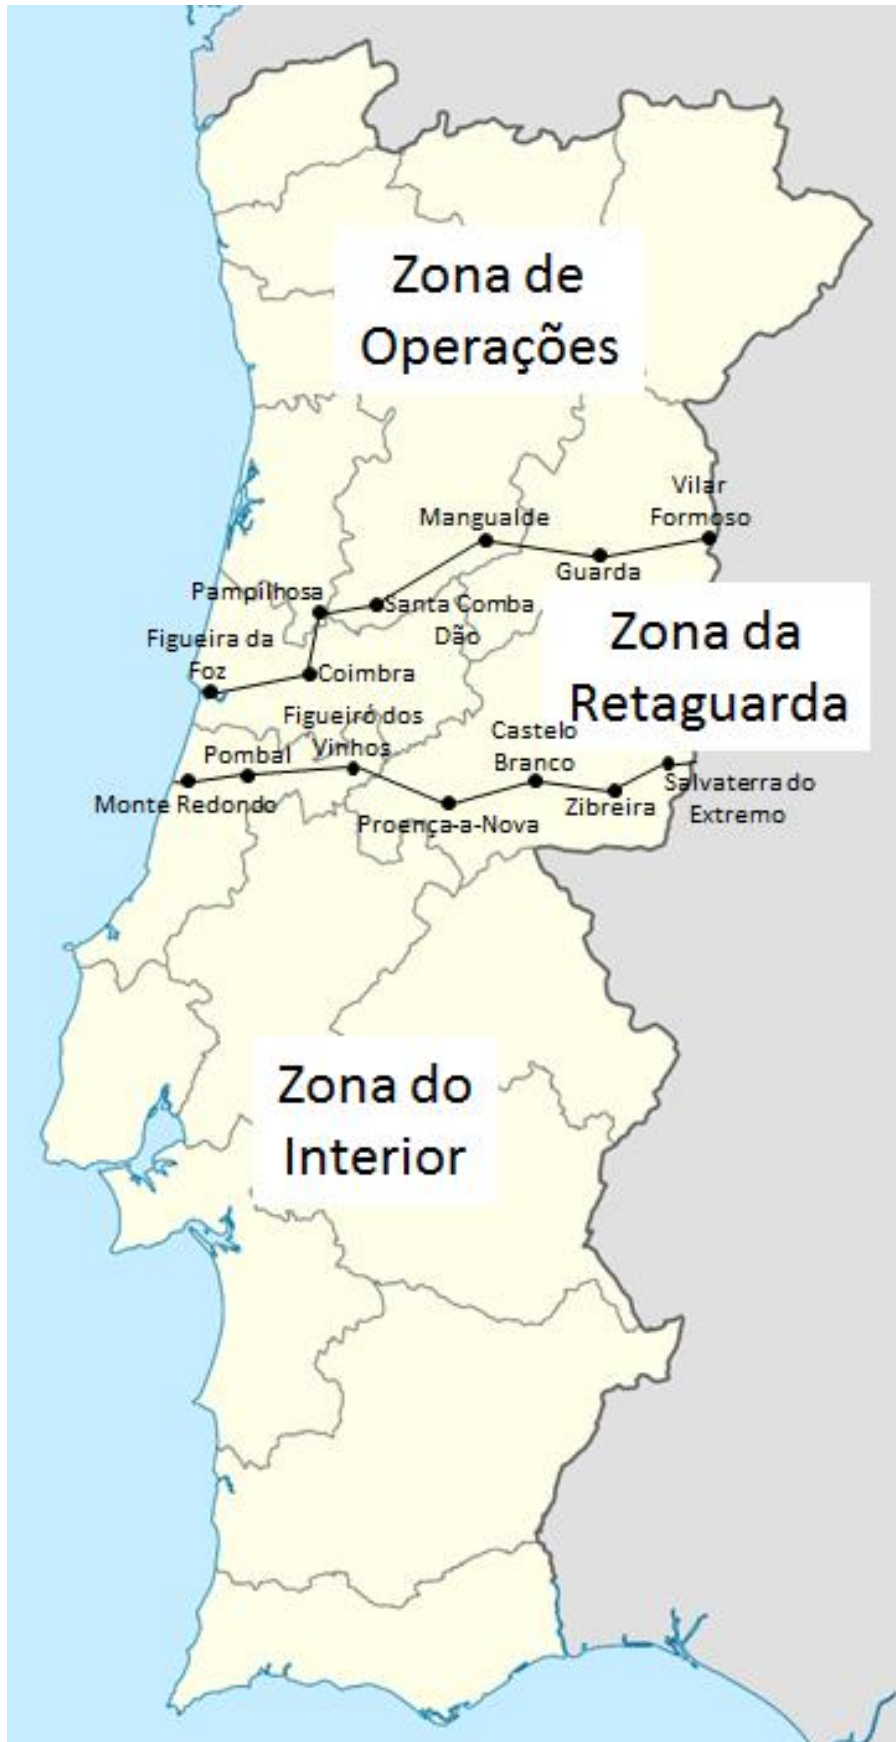 Zona de
Operações
Vilar
Formoso
Mangualde
Guarda
Pampilhosa
Santa Comba
Dão
Zona da
Retaguarda
Figueira da
Foz
Coimbra
Figueiró dos
Vinhos
Castelo
Branco
Pombal
Monte Redondo
Proença-a-Nova
Zibreira
Salvaterra do
Extremo
Zona do
Interior